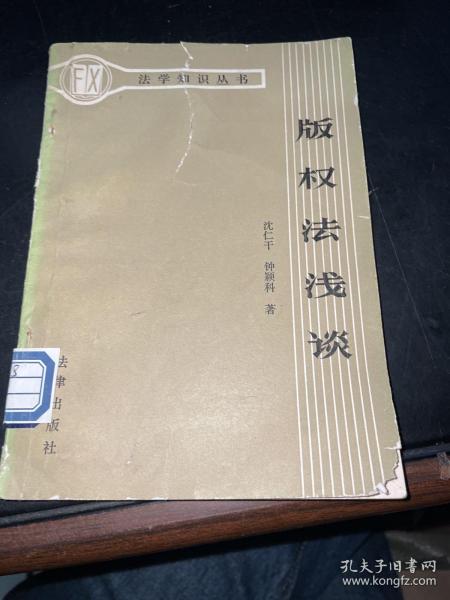 FX
法学知识丛书
版权法浅谈
沈仁干 钟颖科 著
法律出版社
孔夫子旧书网
www.kongfz.com